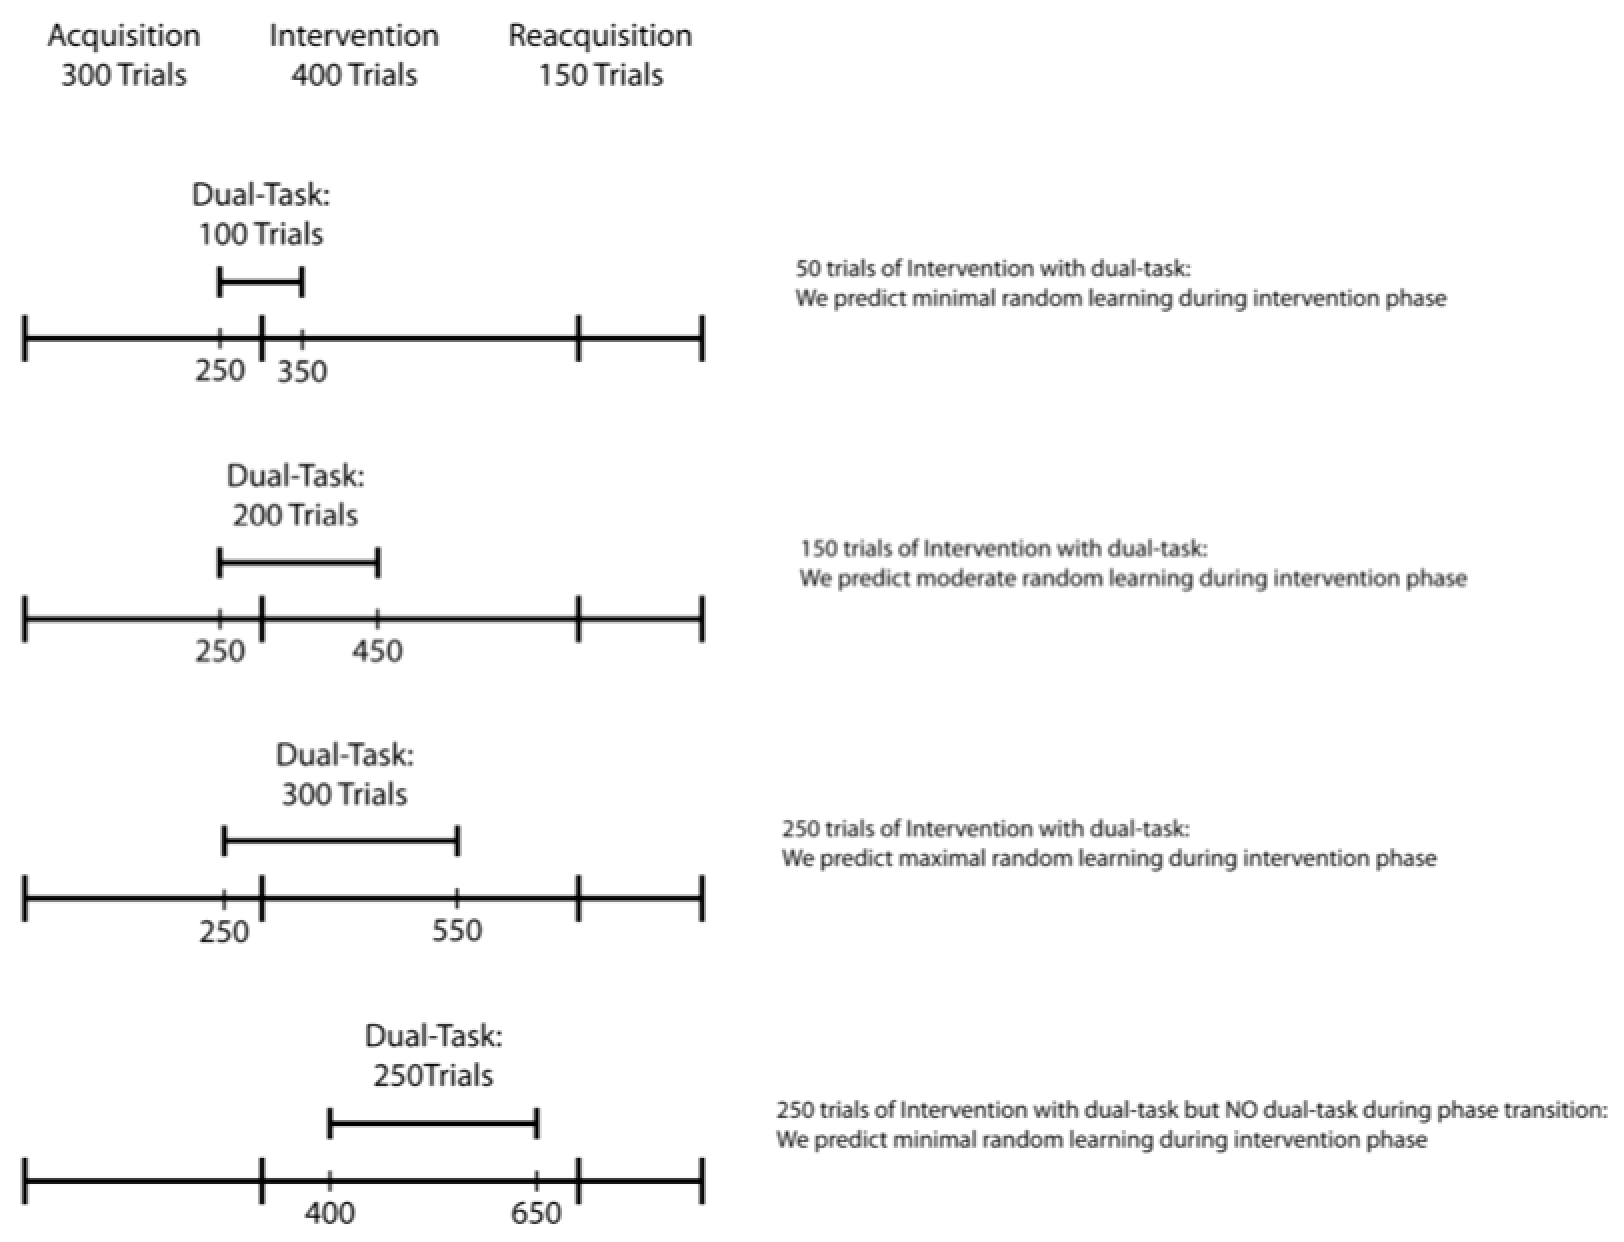 Acquisition
300 Trials
Intervention
400 Trials
Reacquisition
150 Trials
Dual-Task:
100 Trials
250
350
50 trials of Intervention with dual-task:
We predict minimal random learning during intervention phase
Dual-Task:
200 Trials
250
450
150 trials of Intervention with dual-task:
We predict moderate random learning during intervention phase
Dual-Task:
300 Trials
250
550
250 trials of Intervention with dual-task:
We predict maximal random learning during intervention phase
Dual-Task:
250Trials
400
650
250 trials of Intervention with dual-task but NO dual-task during phase transition:
We predict minimal random learning during intervention phase